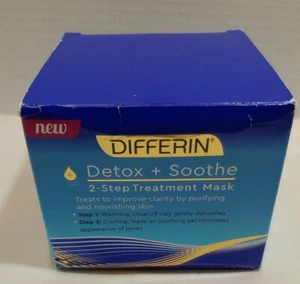 new
DIFFERIN®
Detox + Soothe
2-Step Treatment Mask
Treats to improve clarity by purifying
and nourishing skin
• Step 1: Warming, rinse off clay gently detoxifies
• Step 2: Cooling, leave on soothing gel minimizes
appearance of pores